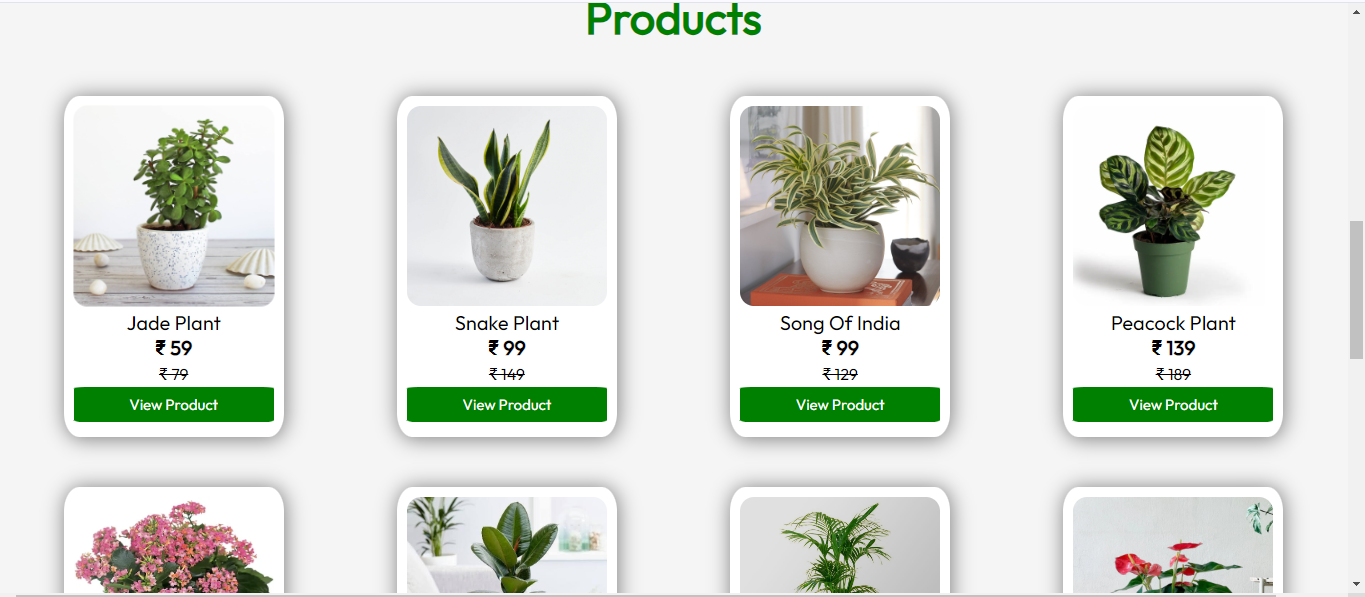 Products
Jade Plant
₹ 59
₹ 79
View Product
Snake Plant
₹ 99
₹ 149
View Product
Song Of India
₹ 99
₹ 129
View Product
Peacock Plant
₹ 139
₹ 189
View Product